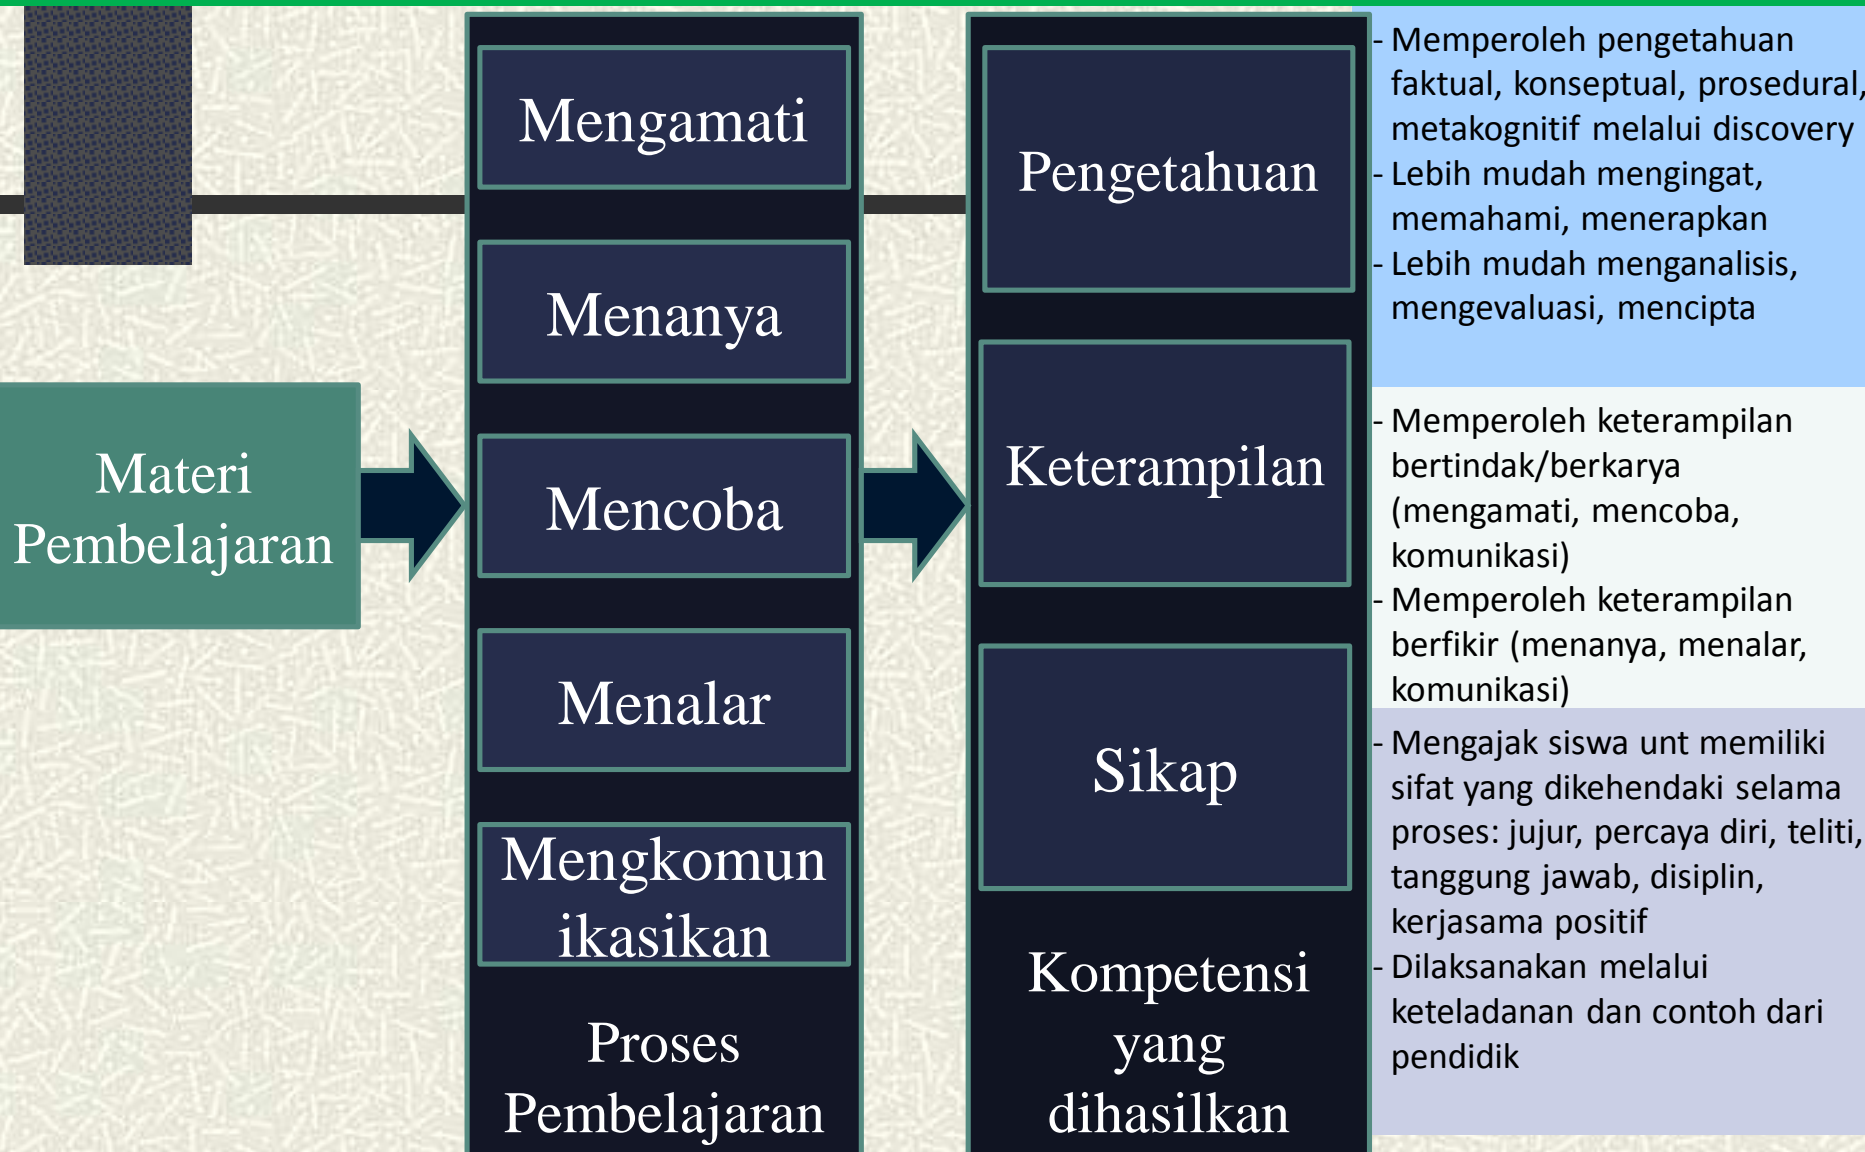 Materi
Pembelajaran
Mengamati
Menanya
Mencoba
Menalar
Mengkomun
ikasikan
Proses
Pembelajaran
Pengetahuan
Keterampilan
Sikap
Kompetensi
yang
dihasilkan
- Memperoleh pengetahuan
faktual, konseptual, prosedural,
metakognitif melalui discovery
- Lebih mudah mengingat,
memahami, menerapkan
- Lebih mudah menganalisis,
mengevaluasi, mencipta
- Memperoleh keterampilan
bertindak/berkarya
(mengamati, mencoba,
komunikasi)
- Memperoleh keterampilan
berfikir (menanya, menalar,
komunikasi)
- Mengajak siswa unt memiliki
sifat yang dikehendaki selama
proses: jujur, percaya diri, teliti,
tanggung jawab, disiplin,
kerjasama positif
- Dilaksanakan melalui
keteladanan dan contoh dari
pendidik